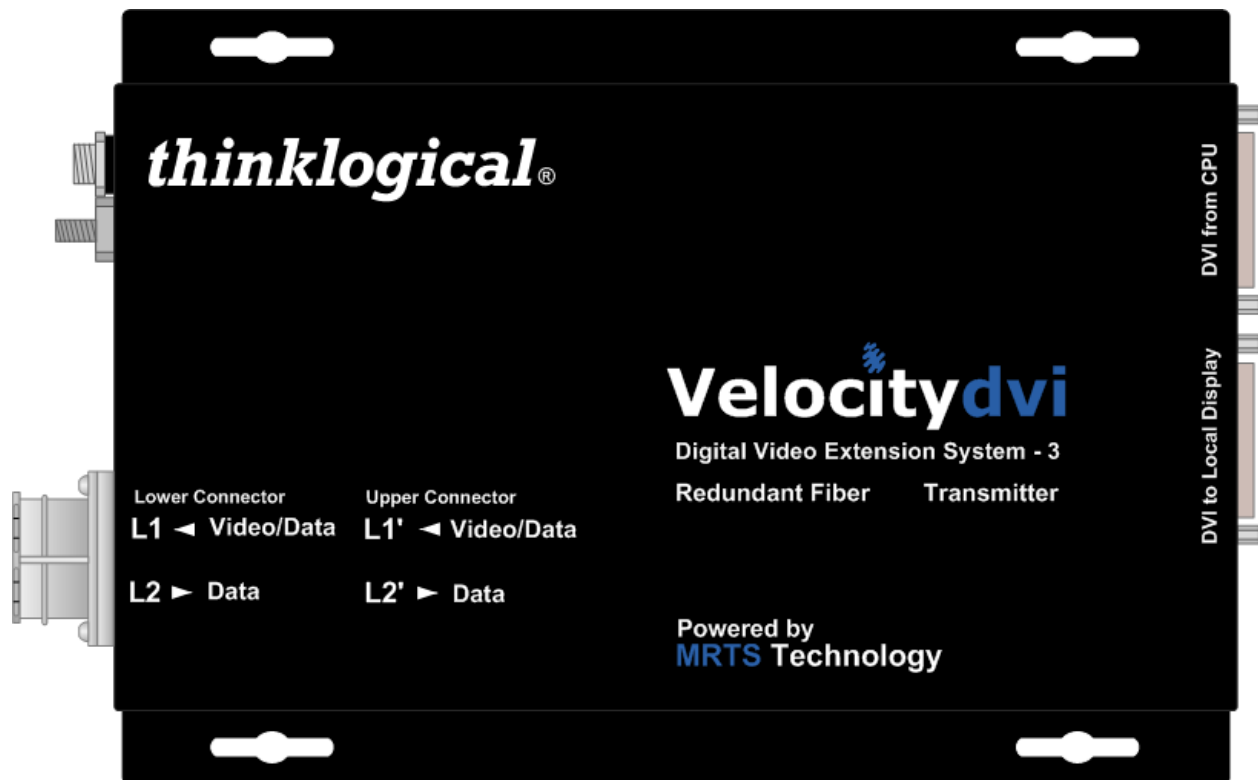 thinklogical®
DVI from CPU
Velocitydvi
Digital Video Extension System - 3
Redundant Fiber Transmitter
DVI to Local Display
Lower Connector Upper Connector
L1 ◄ Video/Data L1' ◄ Video/Data
L2 ► Data L2' ► Data
Powered by
MRTS Technology